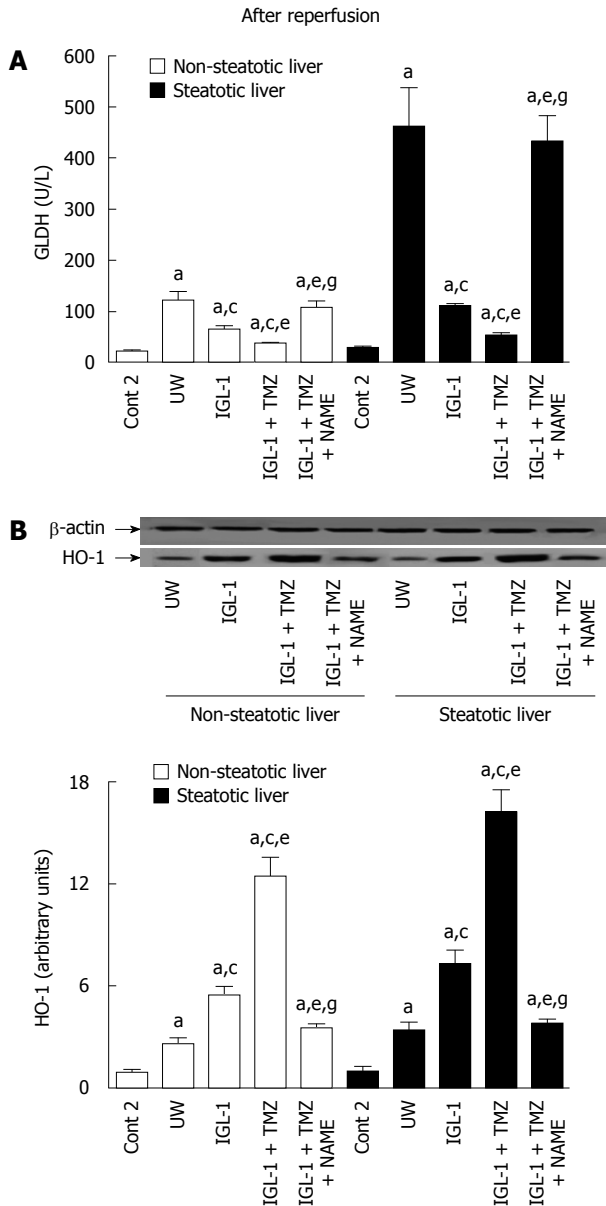 After reperfusion
A
Non-steatotic liver
Steatotic liver
GLDH (U/L)
600
500
400
300
200
100
0
a
a,c
a,c,e
a,e,g
a
a,c
a,c,e
a,e,g
Cont 2
UW
IGL-1
IGL-1 + TMZ
IGL-1 + TMZ
+ NAME
Cont 2
UW
IGL-1
IGL-1 + TMZ
IGL-1 + TMZ
+ NAME
B
β-actin
HO-1
UW
IGL-1
IGL-1 + TMZ
IGL-1 + TMZ
+ NAME
UW
IGL-1
IGL-1 + TMZ
IGL-1 + TMZ
+ NAME
Non-steatotic liver
Steatotic liver
Non-steatotic liver
Steatotic liver
HO-1 (arbitrary units)
18
12
6
0
a
a,c
a,c,e
a,e,g
a
a,c
a,c,e
a,e,g
Cont 2
UW
IGL-1
IGL-1 + TMZ
IGL-1 + TMZ
+ NAME
Cont 2
UW
IGL-1
IGL-1 + TMZ
IGL-1 + TMZ
+ NAME